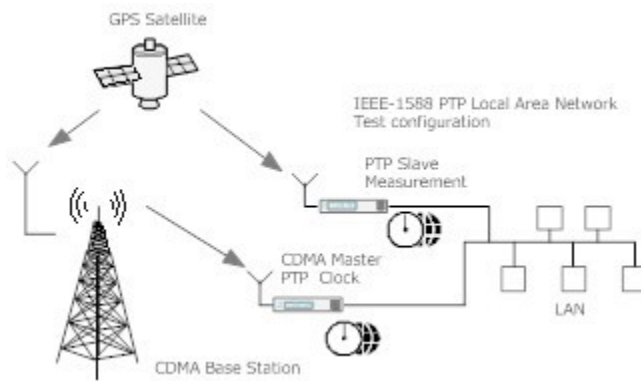 GPS Satellite
IEEE-1588 PTP Local Area Network
Test configuration
PTP Slave
Measurement
CDMA Master
PTP Clock
LAN
CDMA Base Station